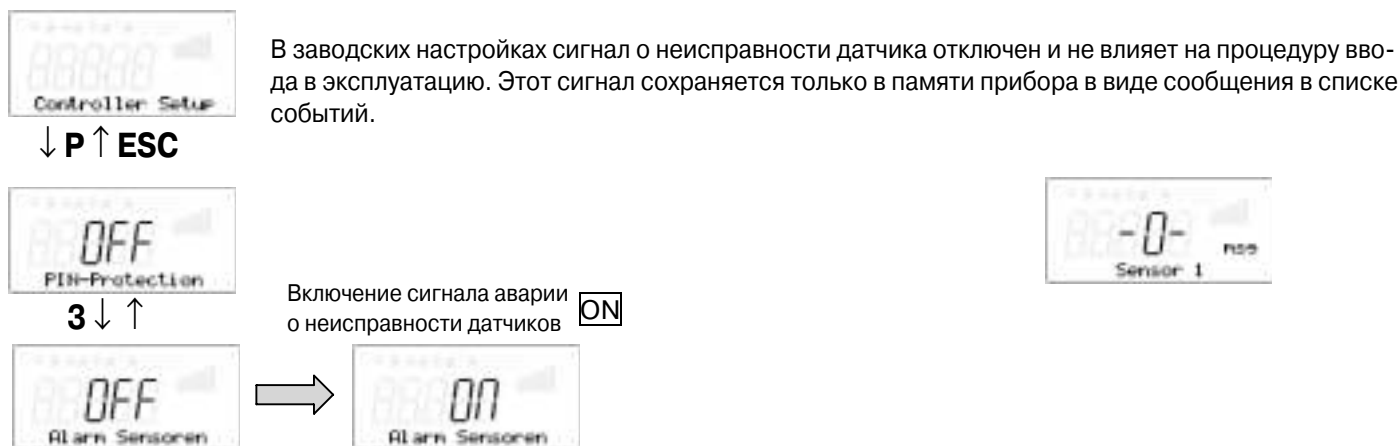 Controller Setup
В заводских настройках сигнал о неисправности датчика отключен и не влияет на процедуру вво-
да в эксплуатацию. Этот сигнал сохраняется только в памяти прибора в виде сообщения в списке
событий.
↓ P ↑ ESC
OFF
PIN-Protection
-0-
msg
Sensor 1
3 ↓ ↑
Включение сигнала аварии
о неисправности датчиков ON
OFF
Alarm Sensoren
ON
Alarm Sensoren